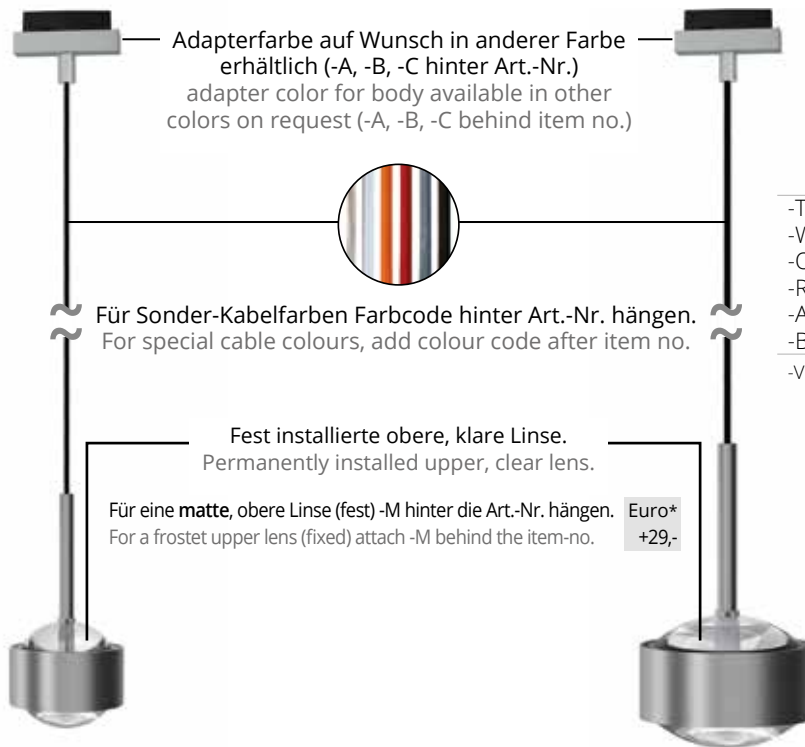 Adapterfarbe auf Wunsch in anderer Farbe
erhältlich (-A, -B, -C hinter Art.-Nr.)
adapter color for body available in other
colors on request (-A, -B, -C behind item no.)
Für Sonder-Kabelfarben Farbcode hinter Art.-Nr. hängen.
For special cable colours, add colour code after item no.
Fest installierte obere, klare Linse.
Permanently installed upper, clear lens.
Für eine matte, obere Linse (fest) -M hinter die Art.-Nr. hängen. Euro*
For a frostet upper lens (fixed) attach -M behind the item-no. +29,-
-T
-A
-V